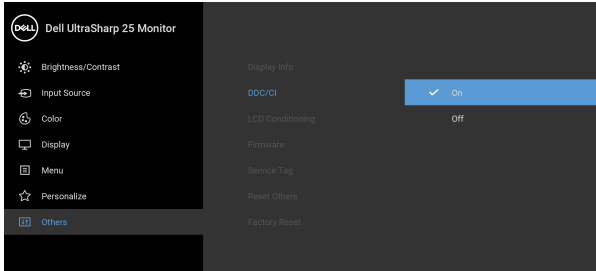 DELL
Dell UltraSharp 25 Monitor
Brightness/Contrast
Input Source
Color
Display
Menu
Personalize
Others
Display Info
DDC/CI
LCD Conditioning
Firmware
Service Tag
Reset Others
Factory Reset
On
Off